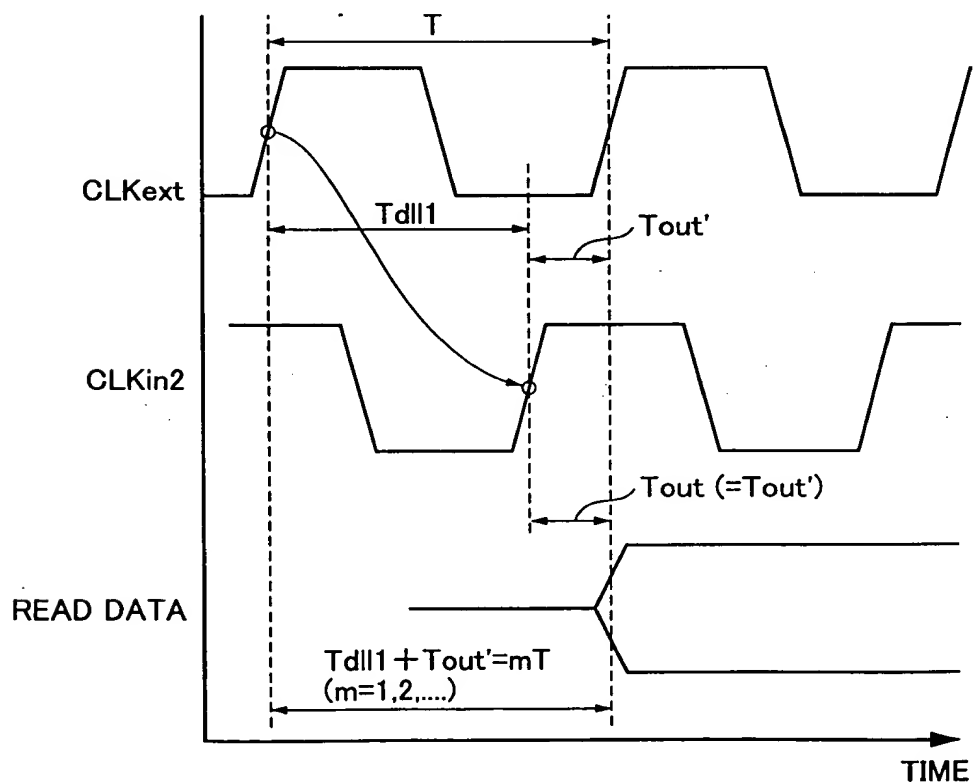 T
CLKext
Tdll1
Tout'
CLKin2
Tout (=Tout')
READ DATA
Tdll1+Tout'=mT
(m=1,2,....)
TIME